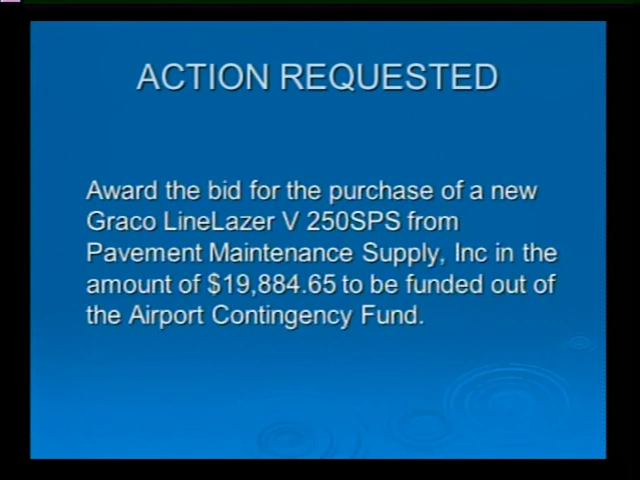 ACTION REQUESTED
Award the bid for the purchase of a new
Graco LineLazer V 250SPS from
Pavement Maintenance Supply, Inc in the
amount of $19,884.65 to be funded out of
the Airport Contingency Fund.